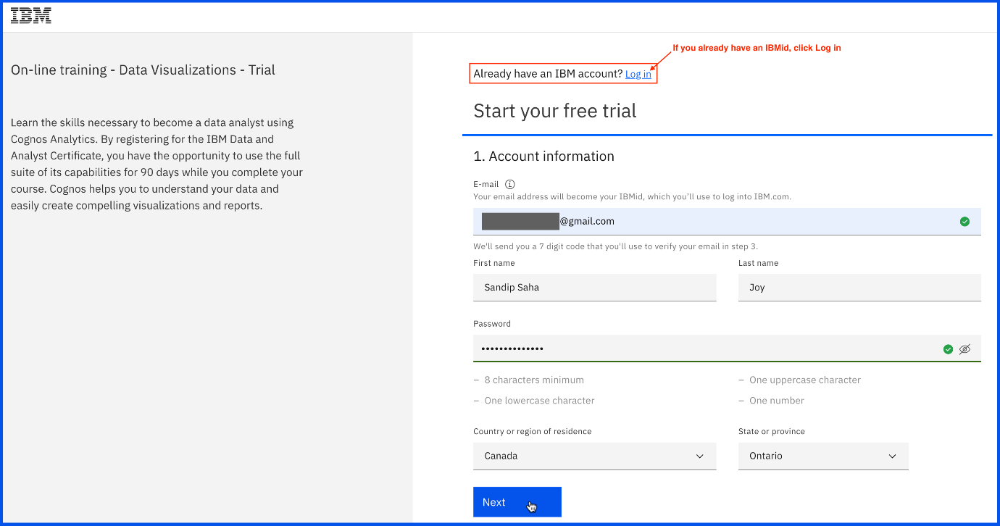 IBM
If you already have an IBMid, click Log in
Already have an IBM account? Log in
On-line training - Data Visualizations - Trial
Learn the skills necessary to become a data analyst using
Cognos Analytics. By registering for the IBM Data and
Analyst Certificate, you have the opportunity to use the full
suite of its capabilities for 90 days while you complete your
course. Cognos helps you to understand your data and
easily create compelling visualizations and reports.
Start your free trial
1. Account information
E-mail
Your email address will become your IBMid, which you'll use to log into IBM.com.
@gmail.com
We'll send you a 7 digit code that you'll use to verify your email in step 3.
First name Last name
Sandip Saha Joy
Password
••••••••••••••
– 8 characters minimum – One uppercase character
– One lowercase character – One number
Country or region of residence State or province
Canada Ontario
Next